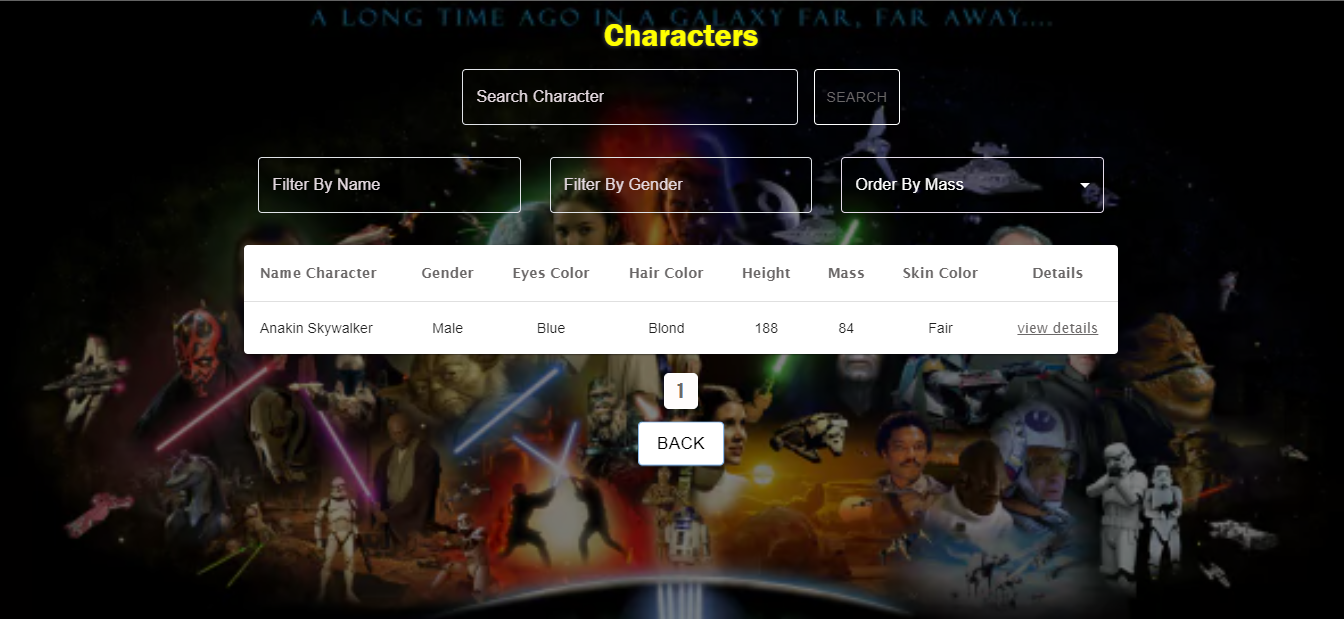 A LONG TIME AGO IN A GALAXY FAR, FAR AWAY....
Characters
Search Character SEARCH
Filter By Name Filter By Gender Order By Mass
Name Character Gender Eyes Color Hair Color Height Mass Skin Color Details
Anakin Skywalker Male Blue Blond 188 84 Fair view details
1
BACK